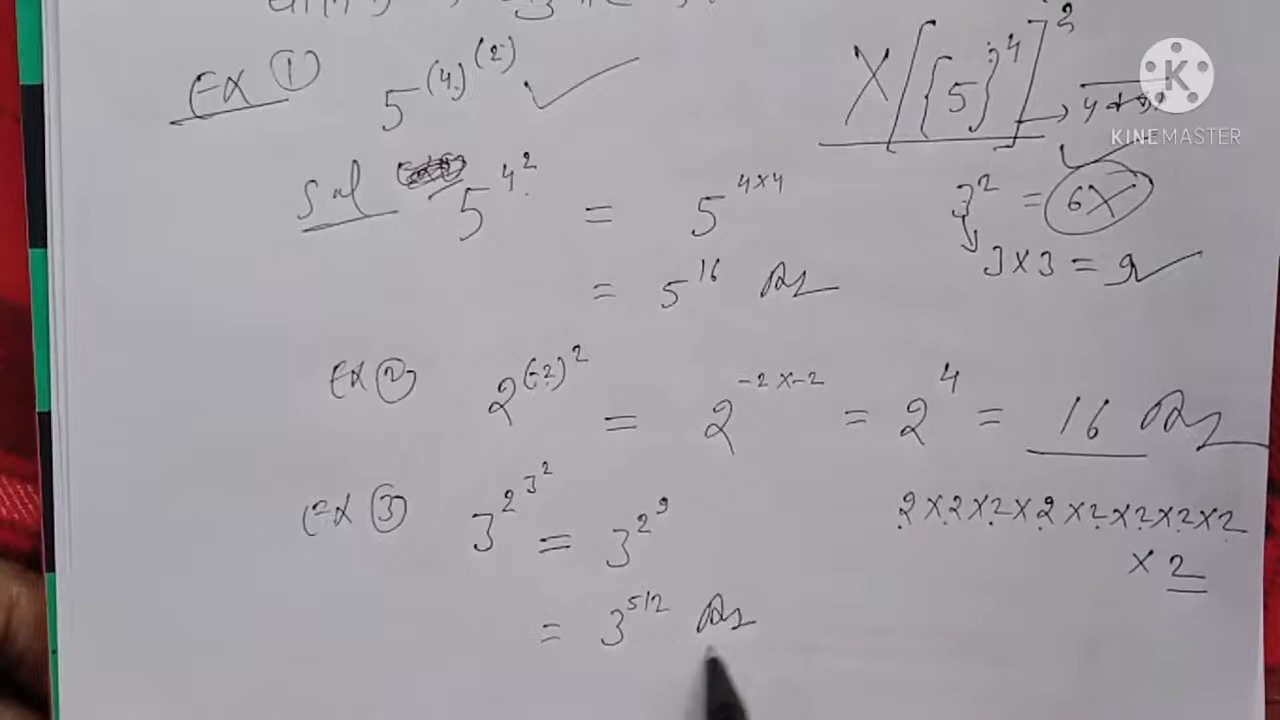 Ex ① 5^(4)^(2) ✓
X [{5}^4]^2
K
KINEMASTER
Sol 5^4^2 = 5^4×4
3^2 = 6X
3×3 = 9
= 5^16 Ans
Ex ② 2^(-2)^2 = 2^-2×-2 = 2^4 = 16 Ans
Ex ③ 3^2^3^2 = 3^2^9
2×2×2×2×2×2×2×2
×2
= 3^512 Ans